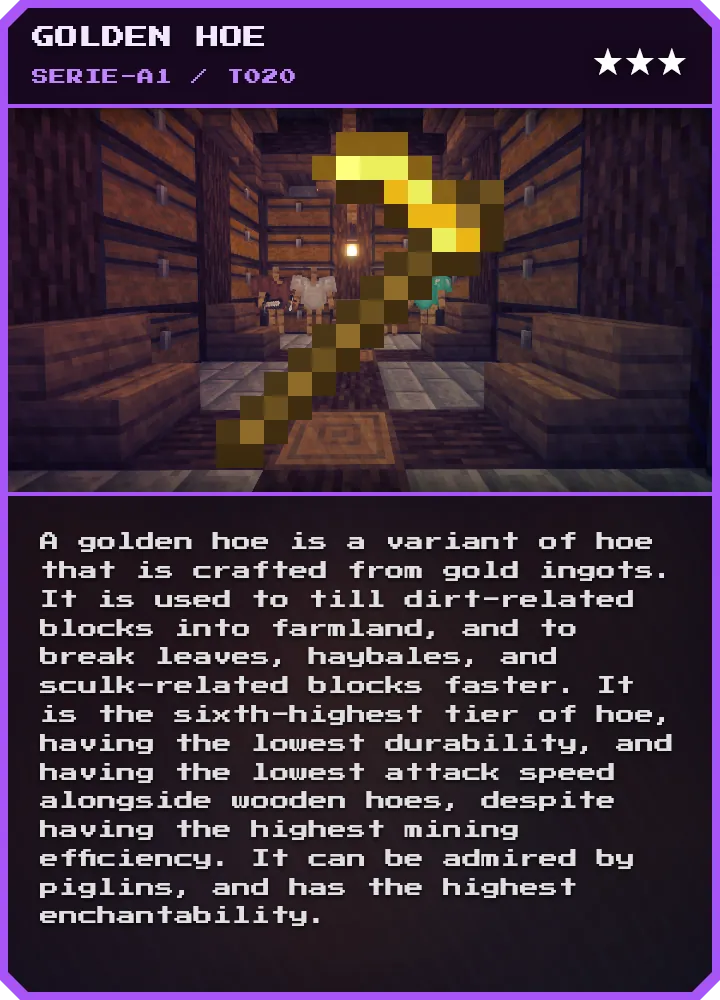 GOLDEN HOE
SERIE-A1 / T020
★★★
A golden hoe is a variant of hoe
that is crafted from gold ingots.
It is used to till dirt-related
blocks into farmland, and to
break leaves, haybales, and
sculk-related blocks faster. It
is the sixth-highest tier of hoe,
having the lowest durability, and
having the lowest attack speed
alongside wooden hoes, despite
having the highest mining
efficiency. It can be admired by
piglins, and has the highest
enchantability.